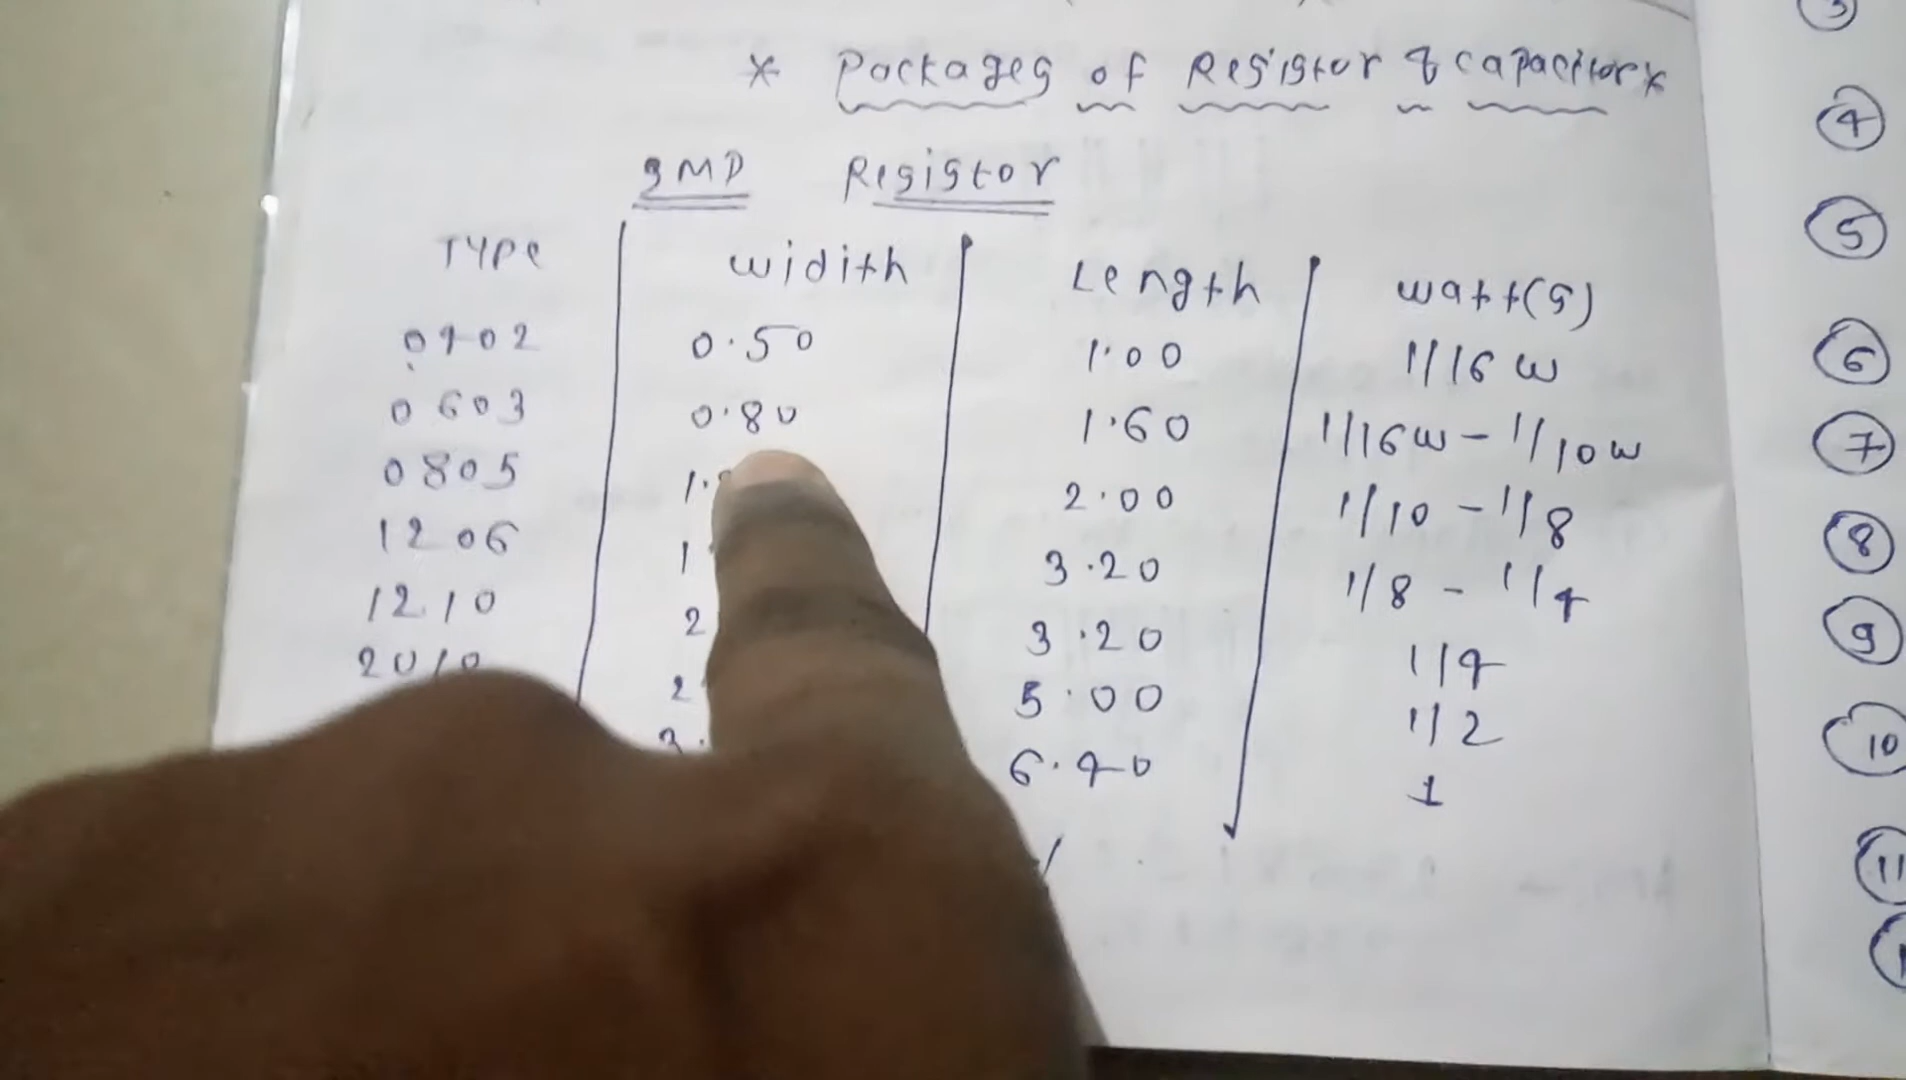 * Packages of Resistor & capacitor *
SMD Resistor
TYPE Widith Length watt(s)
0402 0.50 1.00 1/16 w
0603 0.80 1.60 1/16w - 1/10w
0805 2.00 1/10 - 1/8
1206 3.20 1/8 - 1/4
1210 3.20 1/4
2010 5.00 1/2
6.40 1
4
5
6
7
8
9
10
11